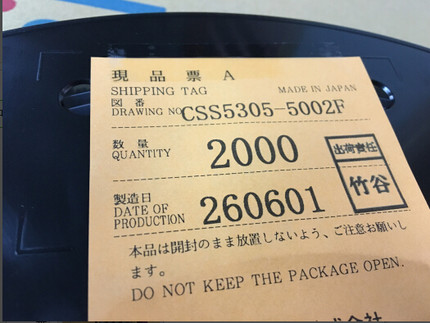 現品票 A
SHIPPING TAG
MADE IN JAPAN
図番
DRAWING NO CSS5305-5002F
数量
QUANTITY 2000
出荷責任
竹谷
製造日
DATE OF
PRODUCTION 260601
本品は開封のまま放置しないよう、ご注意お願いし
ます。
DO NOT KEEP THE PACKAGE OPEN.